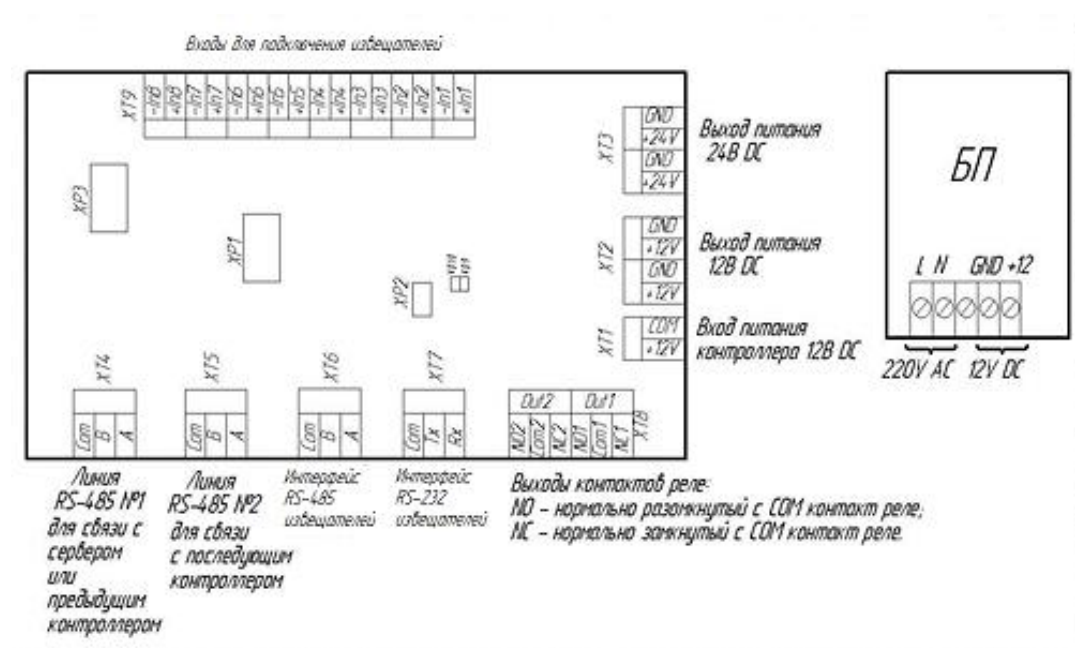 Входы для подключения извещателей
XT9
-In8
+In8
-In7
+In7
-In6
+In6
-In5
+In5
-In4
+In4
-In3
+In3
-In2
+In2
-In1
+In1
XP3
XP1
XP2
XT3
GND
+24V
GND
+24V
Выход питания
24В DC
XT2
GND
+12V
GND
+12V
Выход питания
12В DC
XT1
COM
+12V
Вход питания
контроллера 12В DC
БП
L N GND +12
220V AC 12V DC
XT4
Com
B
A
XT5
Com
B
A
XT6
Com
B
A
XT7
Com
Tx
Rx
Out2
Out1
NO2
Com2
NC2
NO1
Com1
NC1
XT8
Линия
RS-485 №1
для связи с
сервером
или
предыдущим
контроллером
Линия
RS-485 №2
для связи
с последующим
контроллером
Интерфейс
RS-485
извещателей
Интерфейс
RS-232
извещателей
Выходы контактов реле:
NO - нормально разомкнутый с COM контакт реле;
NC - нормально замкнутый с COM контакт реле.